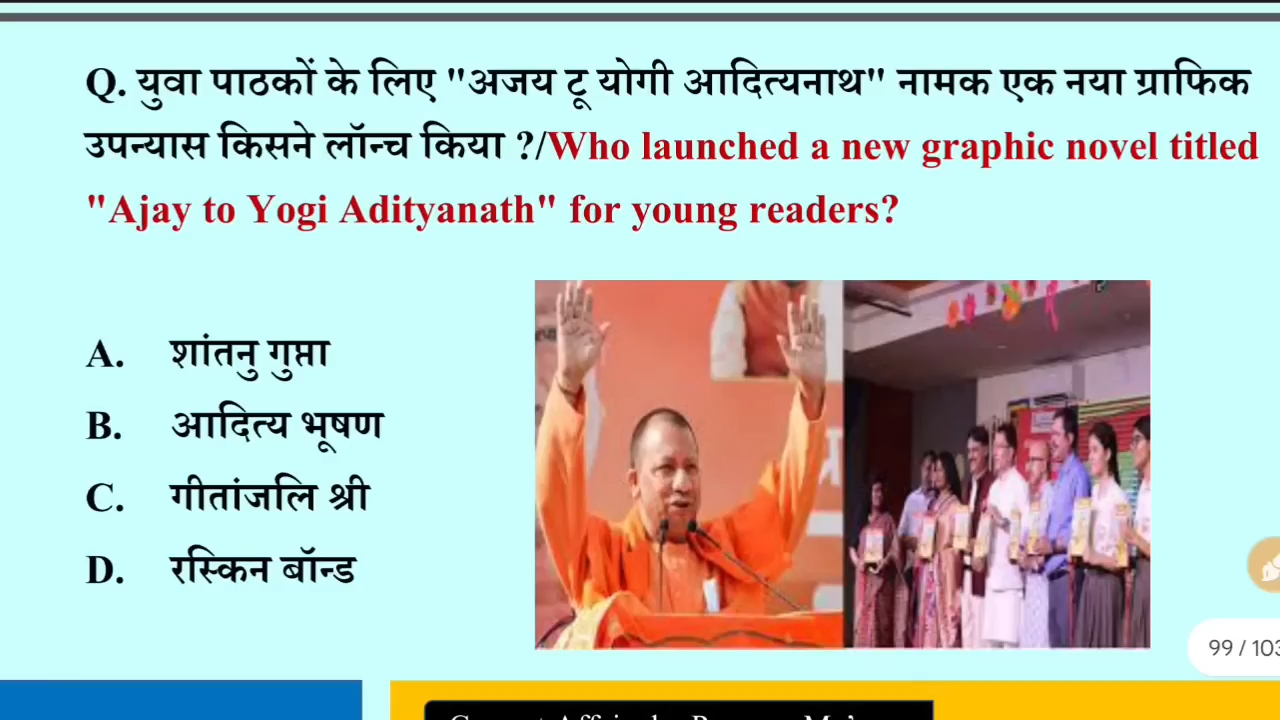 Q. युवा पाठकों के लिए "अजय टू योगी आदित्यनाथ" नामक एक नया ग्राफिक
उपन्यास किसने लॉन्च किया ?/Who launched a new graphic novel titled
"Ajay to Yogi Adityanath" for young readers?
A. शांतनु गुप्ता
B. आदित्य भूषण
C. गीतांजलि श्री
D. रस्किन बॉन्ड
99 / 103